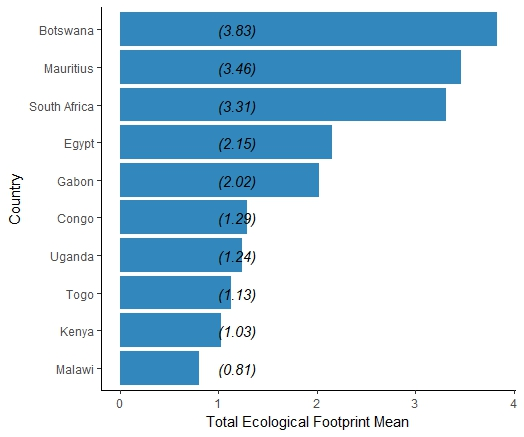 Botswana (3.83)
Mauritius (3.46)
South Africa (3.31)
Egypt (2.15)
Gabon (2.02)
Congo (1.29)
Uganda (1.24)
Togo (1.13)
Kenya (1.03)
Malawi (0.81)
Country
0 1 2 3 4
Total Ecological Footprint Mean